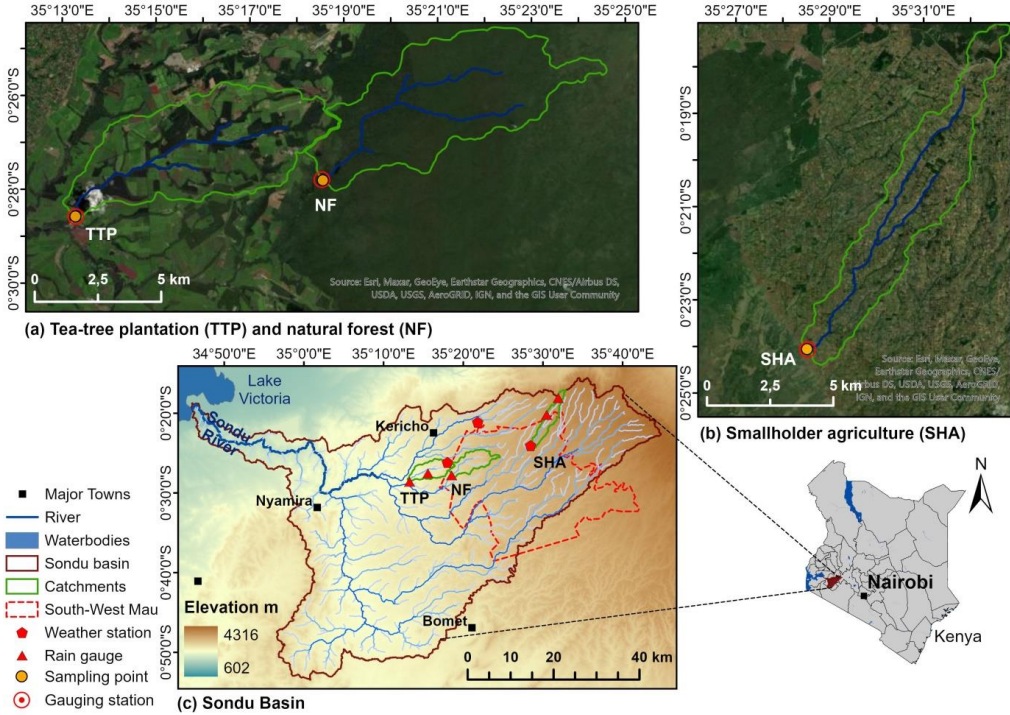 35°13'0"E 35°15'0"E 35°17'0"E 35°19'0"E 35°21'0"E 35°23'0"E 35°25'0"E
0°26'0"S
0°28'0"S
0°30'0"S
TTP
NF
0 2,5 5 km
Source: Esri, Maxar, GeoEye, Earthstar Geographics, CNES/Airbus DS,
USDA, USGS, AeroGRID, IGN, and the GIS User Community
(a) Tea-tree plantation (TTP) and natural forest (NF)
35°27'0"E 35°29'0"E 35°31'0"E
0°19'0"S
0°21'0"S
0°23'0"S
0°25'0"S
SHA
0 2,5 5 km
Source: Esri, Maxar, GeoEye,
Earthstar Geographics, CNES/
Airbus DS, USDA, USGS, AeroGRID,
IGN, and the GIS User Community
(b) Smallholder agriculture (SHA)
34°50'0"E 35°00'0"E 35°10'0"E 35°20'0"E 35°30'0"E 35°40'0"E
0°20'0"S
0°30'0"S
0°40'0"S
0°50'0"S
Lake
Victoria
Sondu
River
Kericho
Nyamira
TTP
NF
SHA
Bomet
Elevation m
4316
602
0 10 20 40 km
(c) Sondu Basin
Major Towns
River
Waterbodies
Sondu basin
Catchments
South-West Mau
Weather station
Rain gauge
Sampling point
Gauging station
N
Nairobi
Kenya